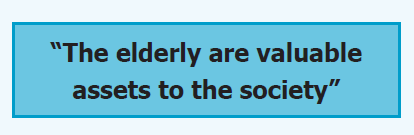 “The elderly are valuable
assets to the society”